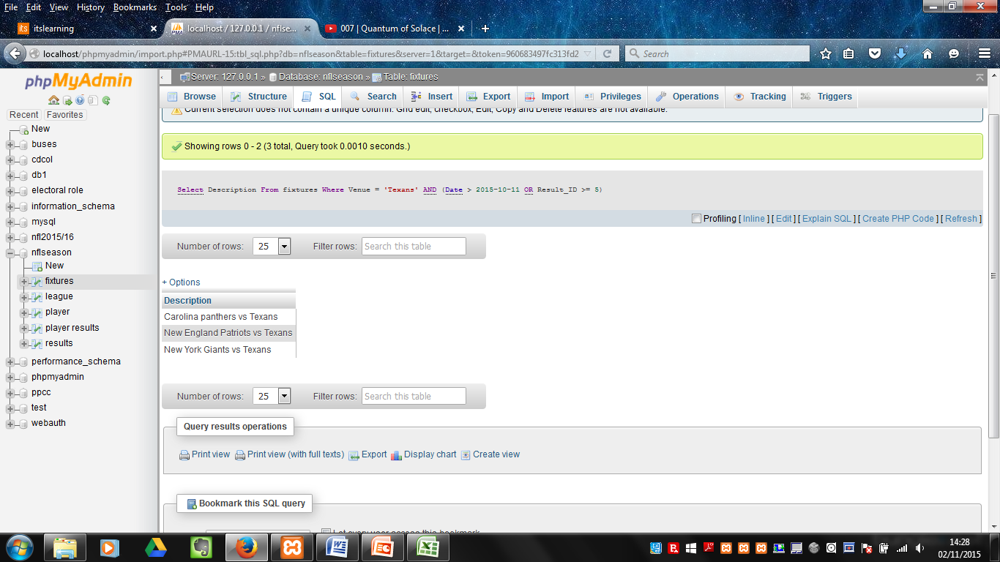 File Edit View History Bookmarks Tools Help
itslearning
localhost / 127.0.0.1 / nflse...
007 | Quantum of Solace | ...
localhost/phpmyadmin/import.php#PMAURL-15:tbl_sql.php?db=nflseason&table=fixtures&server=1&target=&token=960683497fc313fd2
Search
phpMyAdmin
Recent Favorites
New
buses
cdcol
db1
electoral role
information_schema
mysql
nfl2015/16
nflseason
New
fixtures
league
player
player results
results
performance_schema
phpmyadmin
ppcc
test
webauth
Server: 127.0.0.1 » Database: nflseason » Table: fixtures
Browse Structure SQL Search Insert Export Import Privileges Operations Tracking Triggers
Current selection does not contain a unique column. Grid edit, checkbox, Edit, Copy and Delete features are not available.
Showing rows 0 - 2 (3 total, Query took 0.0010 seconds.)
Select Description From fixtures Where Venue = 'Texans' AND (Date > 2015-10-11 OR Result_ID >= 5)
Profiling [ Inline ] [ Edit ] [ Explain SQL ] [ Create PHP Code ] [ Refresh ]
Number of rows: 25 Filter rows: Search this table
+ Options
Description
Carolina panthers vs Texans
New England Patriots vs Texans
New York Giants vs Texans
Number of rows: 25 Filter rows: Search this table
Query results operations
Print view Print view (with full texts) Export Display chart Create view
Bookmark this SQL query
Let every user access this bookmark
14:28
02/11/2015